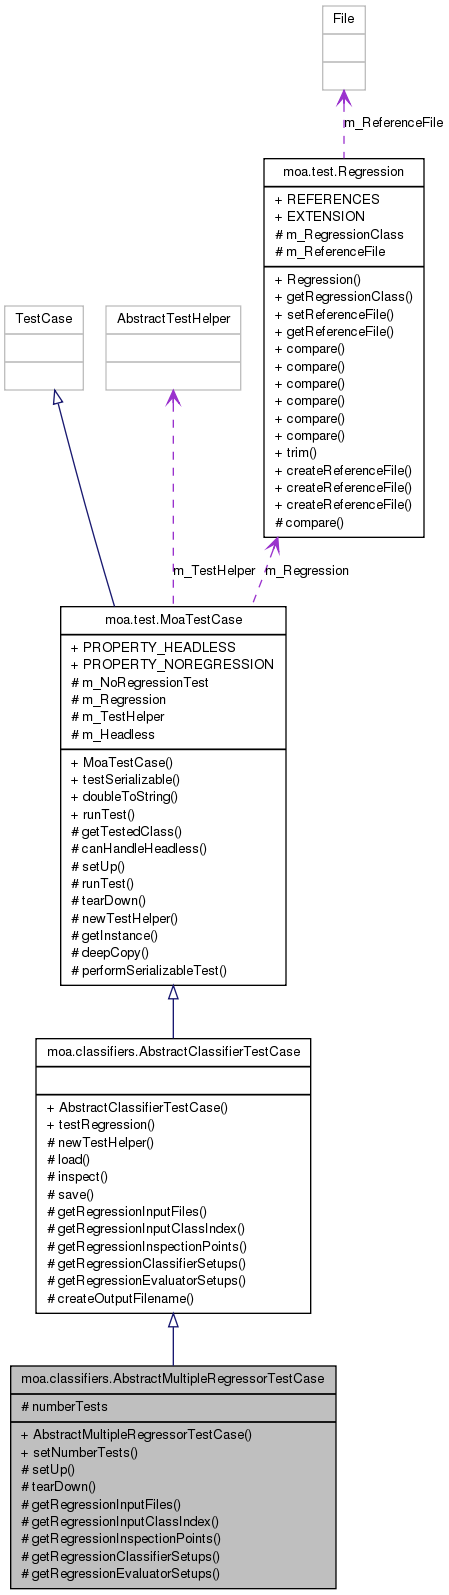 File
m_ReferenceFile
moa.test.Regression
+ REFERENCES
+ EXTENSION
# m_RegressionClass
# m_ReferenceFile
+ Regression()
+ getRegressionClass()
+ setReferenceFile()
+ getReferenceFile()
+ compare()
+ compare()
+ compare()
+ compare()
+ compare()
+ compare()
+ trim()
+ createReferenceFile()
+ createReferenceFile()
+ createReferenceFile()
# compare()
TestCase
AbstractTestHelper
m_TestHelper
m_Regression
moa.test.MoaTestCase
+ PROPERTY_HEADLESS
+ PROPERTY_NOREGRESSION
# m_NoRegressionTest
# m_Regression
# m_TestHelper
# m_Headless
+ MoaTestCase()
+ testSerializable()
+ doubleToString()
+ runTest()
# getTestedClass()
# canHandleHeadless()
# setUp()
# runTest()
# tearDown()
# newTestHelper()
# getInstance()
# deepCopy()
# performSerializableTest()
moa.classifiers.AbstractClassifierTestCase
+ AbstractClassifierTestCase()
+ testRegression()
# newTestHelper()
# load()
# inspect()
# save()
# getRegressionInputFiles()
# getRegressionInputClassIndex()
# getRegressionInspectionPoints()
# getRegressionClassifierSetups()
# getRegressionEvaluatorSetups()
# createOutputFilename()
moa.classifiers.AbstractMultipleRegressorTestCase
# numberTests
+ AbstractMultipleRegressorTestCase()
+ setNumberTests()
# setUp()
# tearDown()
# getRegressionInputFiles()
# getRegressionInputClassIndex()
# getRegressionInspectionPoints()
# getRegressionClassifierSetups()
# getRegressionEvaluatorSetups()